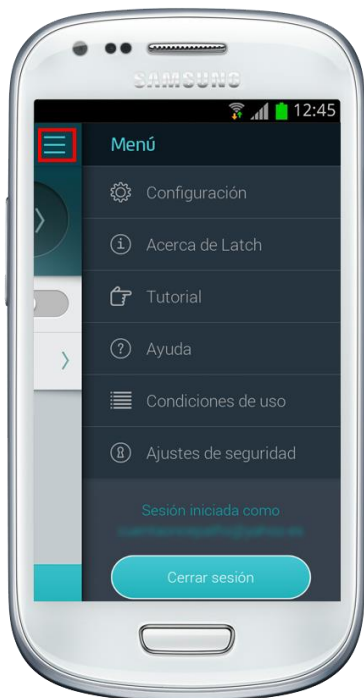 SAMSUNG
12:45
Menú
Configuración
Acerca de Latch
Tutorial
Ayuda
Condiciones de uso
Ajustes de seguridad
Sesión iniciada como
Cerrar sesión